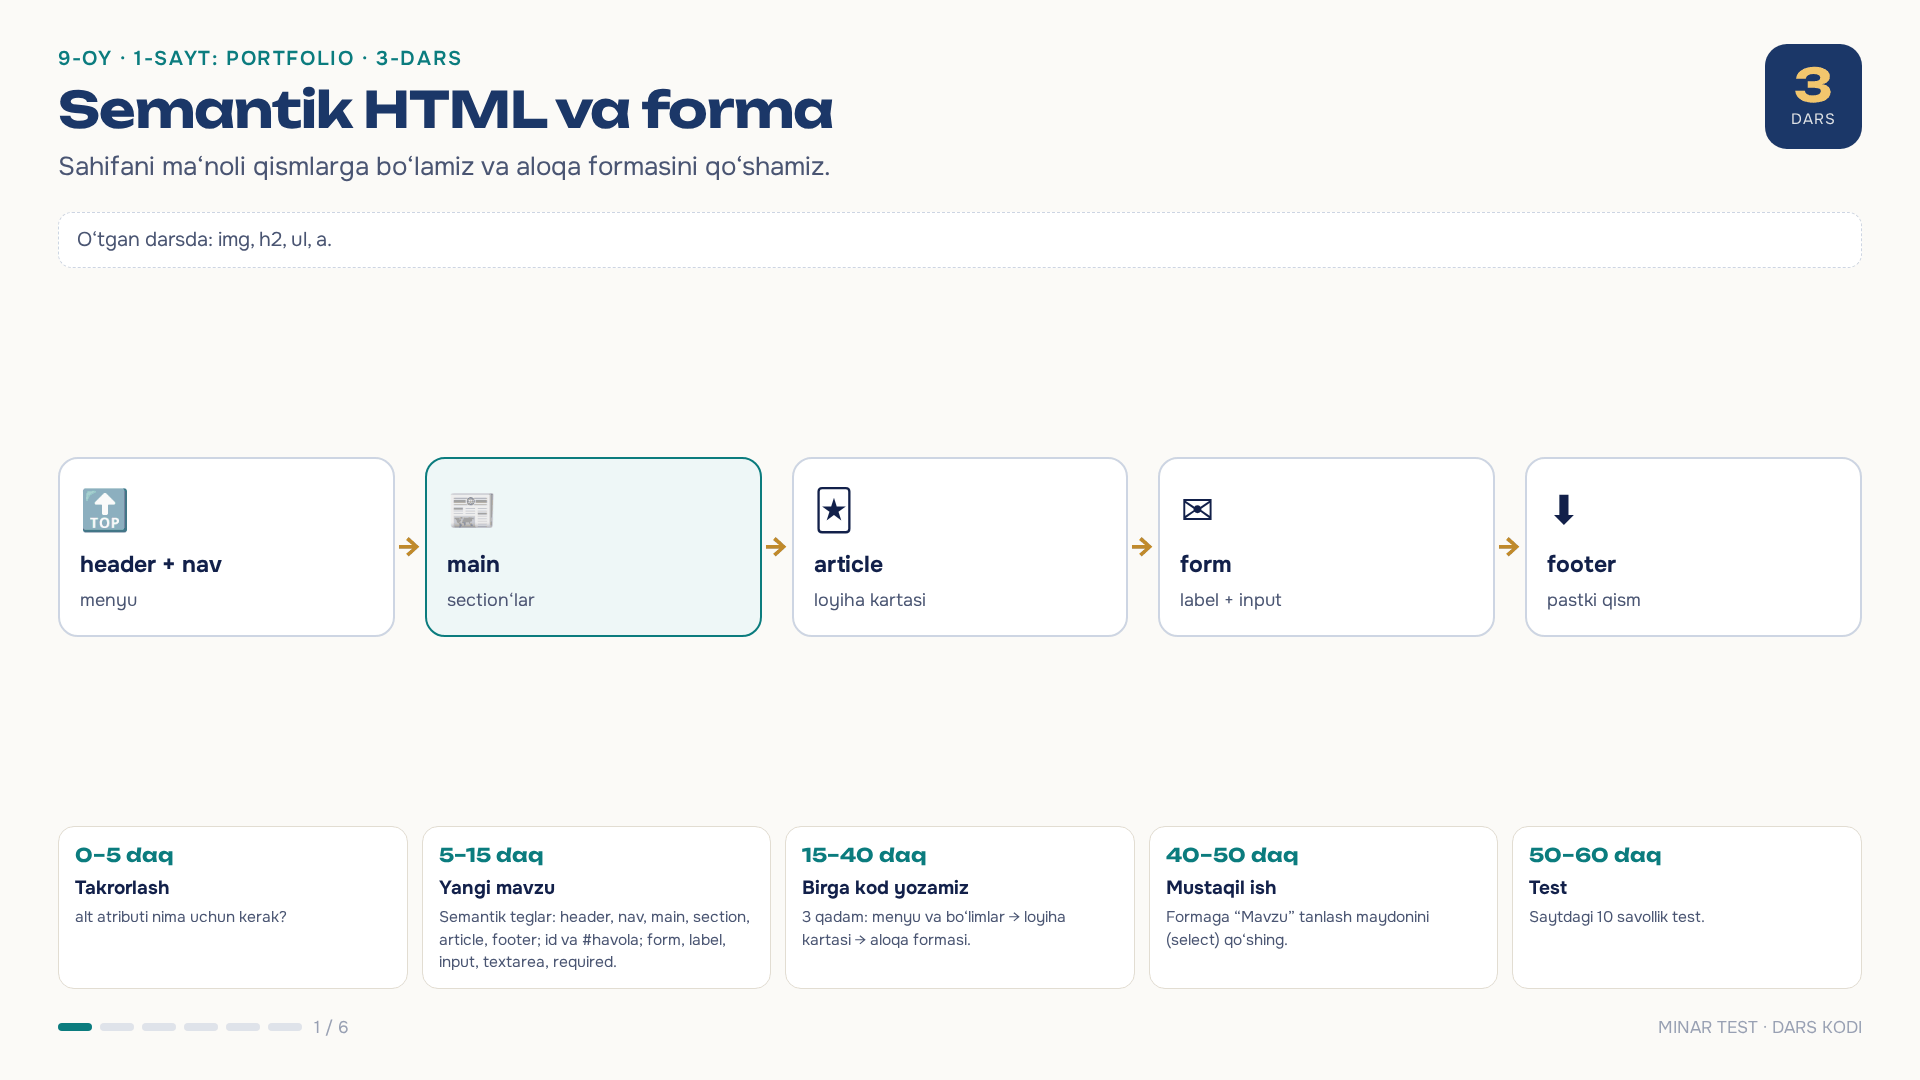 9-OY · 1-SAYT: PORTFOLIO · 3-DARS
Semantik HTML va forma
Sahifani ma‘noli qismlarga bo‘lamiz va aloqa formasini qo‘shamiz.
3
DARS
O‘tgan darsda: img, h2, ul, a.
TOP
header + nav
menyu
→
main
section‘lar
→
article
loyiha kartasi
→
form
label + input
→
footer
pastki qism
0–5 daq
Takrorlash
alt atributi nima uchun kerak?
5–15 daq
Yangi mavzu
Semantik teglar: header, nav, main, section,
article, footer; id va #havola; form, label,
input, textarea, required.
15–40 daq
Birga kod yozamiz
3 qadam: menyu va bo‘limlar → loyiha
kartasi → aloqa formasi.
40–50 daq
Mustaqil ish
Formaga “Mavzu” tanlash maydonini
(select) qo‘shing.
50–60 daq
Test
Saytdagi 10 savollik test.
1 / 6
MINAR TEST · DARS KODI